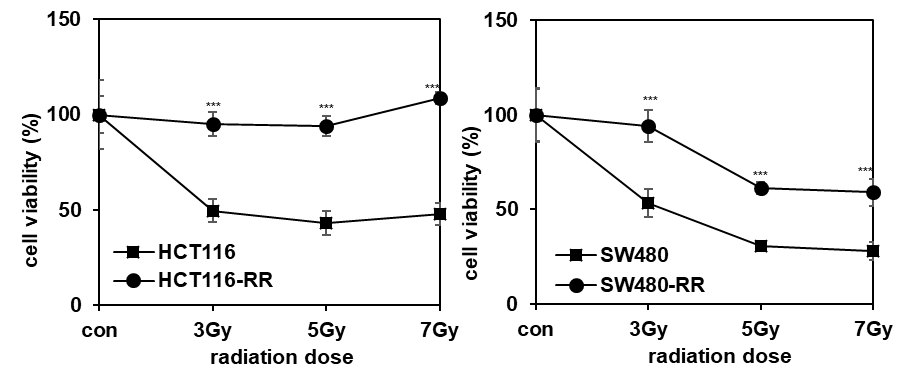 cell viability (%)
150
100
50
0
***
***
***
HCT116
HCT116-RR
con
3Gy
5Gy
7Gy
radiation dose
cell viability (%)
150
100
50
0
***
***
***
SW480
SW480-RR
con
3Gy
5Gy
7Gy
radiation dose